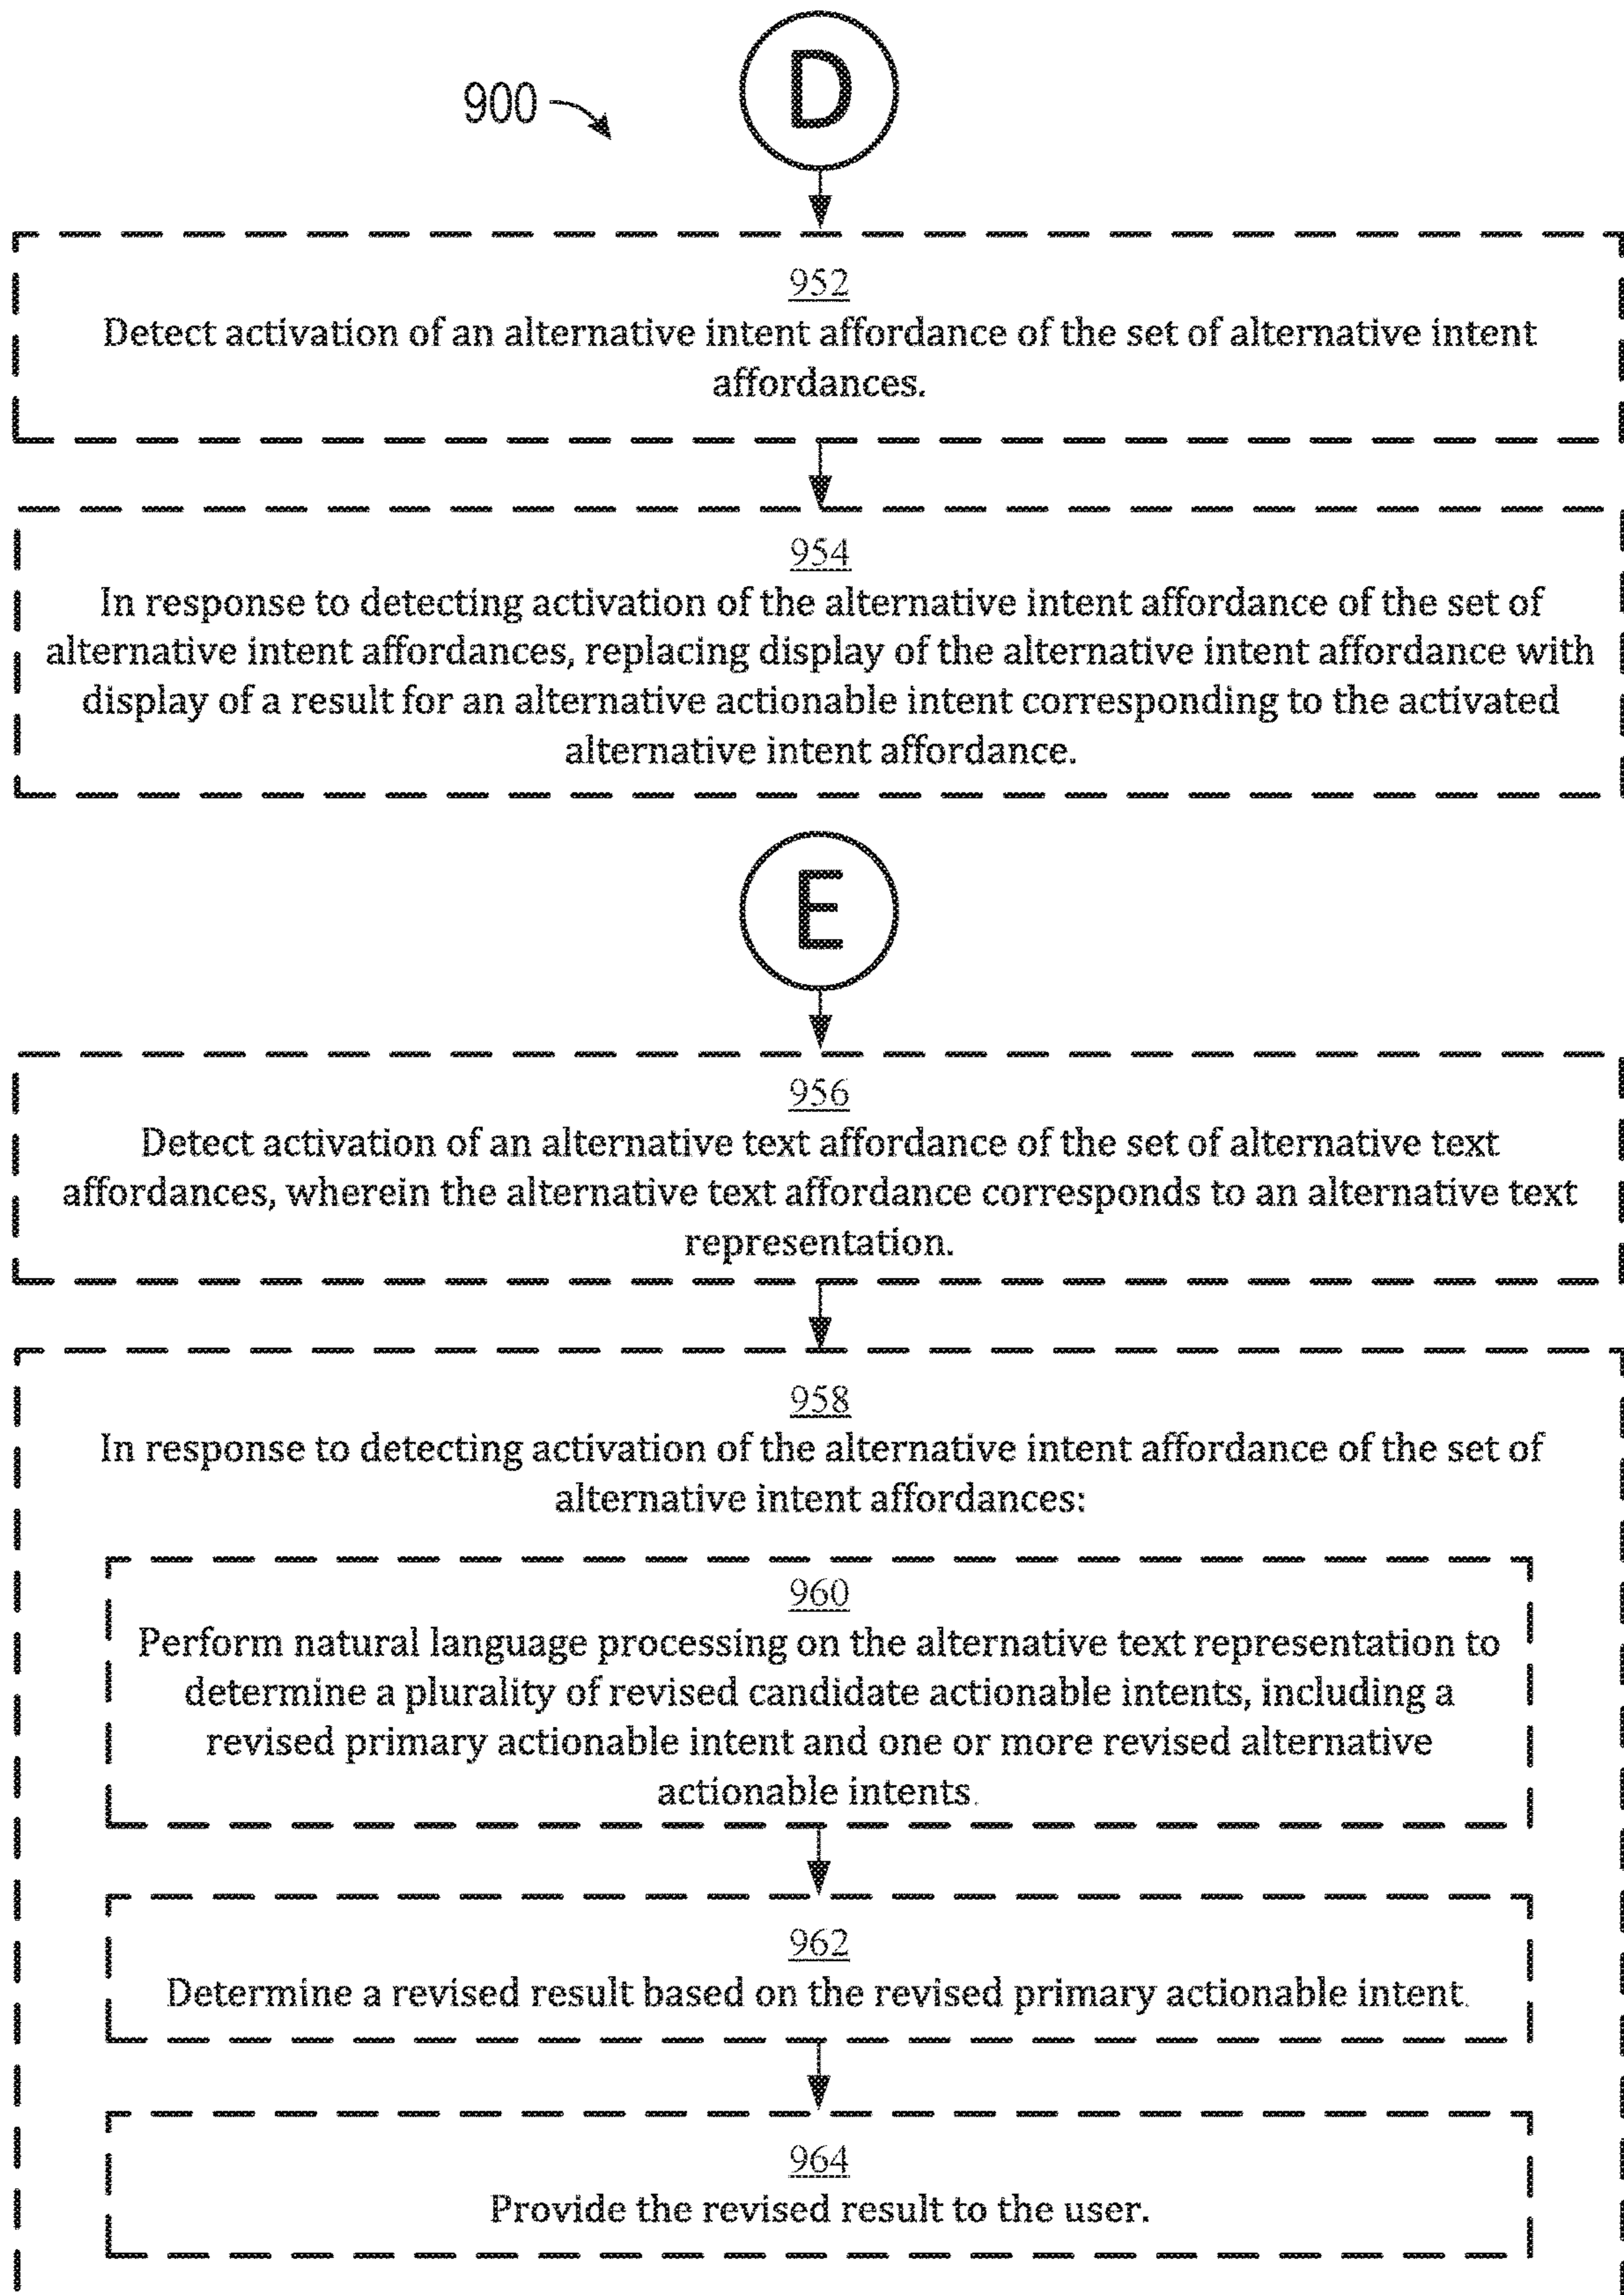 D
900
952
Detect activation of an alternative intent affordance of the set of alternative intent
affordances.
954
In response to detecting activation of the alternative intent affordance of the set of
alternative intent affordances, replacing display of the alternative intent affordance with
display of a result for an alternative actionable intent corresponding to the activated
alternative intent affordance.
E
956
Detect activation of an alternative text affordance of the set of alternative text
affordances, wherein the alternative text affordance corresponds to an alternative text
representation.
958
In response to detecting activation of the alternative intent affordance of the set of
alternative intent affordances:
960
Perform natural language processing on the alternative text representation to
determine a plurality of revised candidate actionable intents, including a
revised primary actionable intent and one or more revised alternative
actionable intents.
962
Determine a revised result based on the revised primary actionable intent.
964
Provide the revised result to the user.